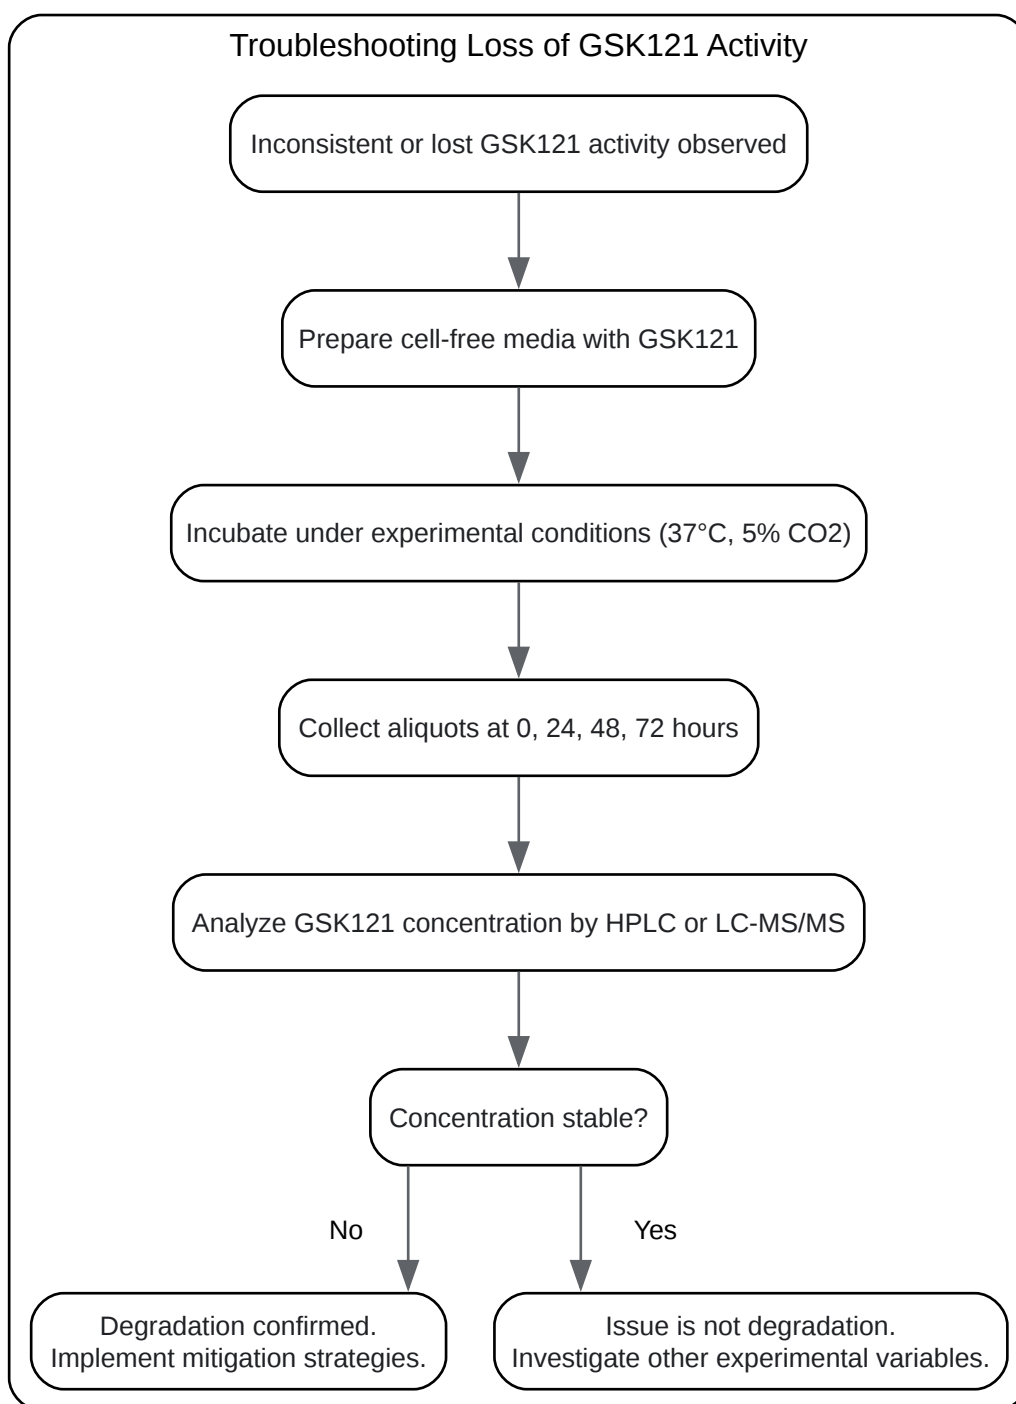 Troubleshooting Loss of GSK121 Activity
Inconsistent or lost GSK121 activity observed
Prepare cell-free media with GSK121
Incubate under experimental conditions (37°C, 5% CO2)
Collect aliquots at 0, 24, 48, 72 hours
Analyze GSK121 concentration by HPLC or LC-MS/MS
Concentration stable?
No
Yes
Degradation confirmed.
Implement mitigation strategies.
Issue is not degradation.
Investigate other experimental variables.